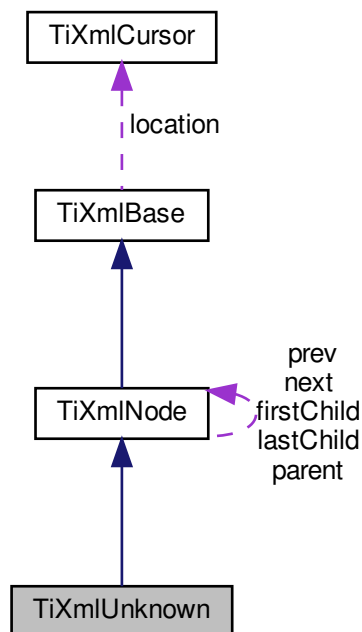 TiXmlCursor
location
TiXmlBase
prev
next
firstChild
lastChild
parent
TiXmlNode
TiXmlUnknown